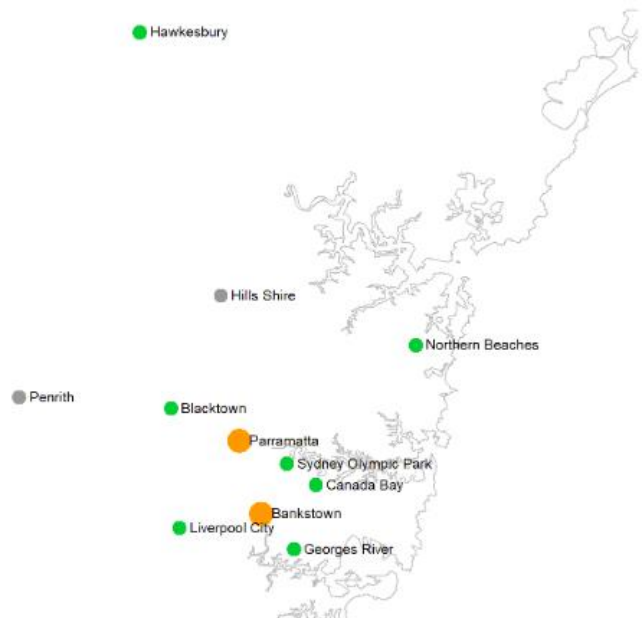 Hawkesbury
Hills Shire
Northern Beaches
Penrith
Blacktown
Parramatta
Sydney Olympic Park
Canada Bay
Bankstown
Liverpool City
Georges River